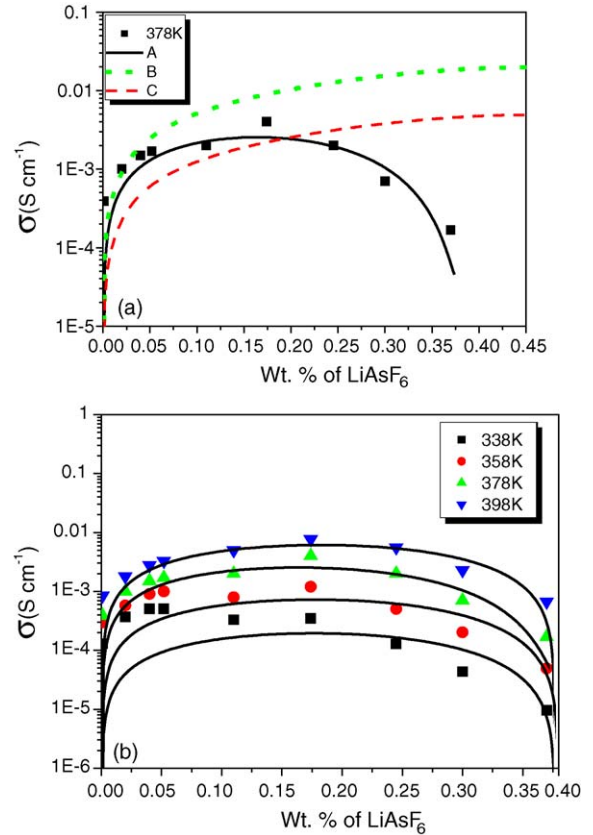 0.1
0.01
1E-3
1E-4
1E-5
σ(S cm⁻¹)
378K
A
B
C
(a)
0.00 0.05 0.10 0.15 0.20 0.25 0.30 0.35 0.40 0.45
Wt. % of LiAsF₆
1
0.1
0.01
1E-3
1E-4
1E-5
1E-6
σ(S cm⁻¹)
338K
358K
378K
398K
(b)
0.00 0.05 0.10 0.15 0.20 0.25 0.30 0.40
Wt. % of LiAsF₆